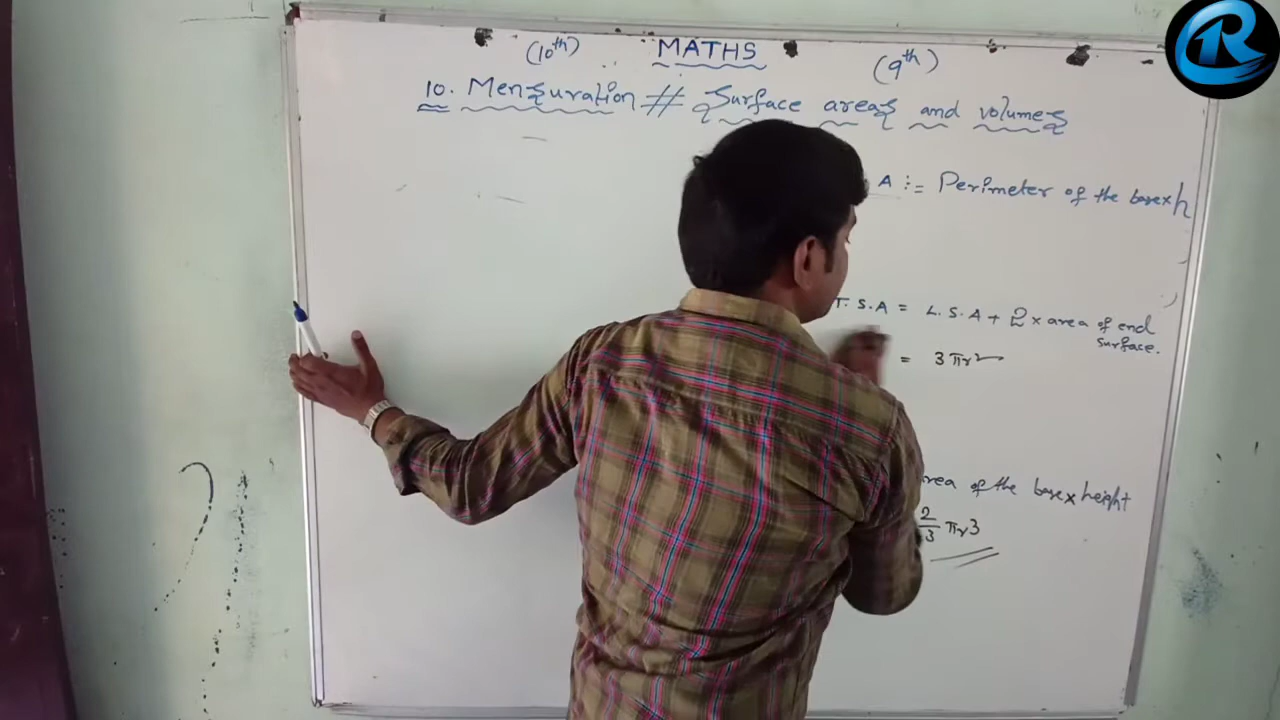 (10th) MATHS (9th)
10. Mensuration # Surface areas and volumes
A := Perimeter of the base×h
T.S.A = L.S.A + 2 × area of end surface.
= 3πr²
area of the base×height
2/3 πr3
R